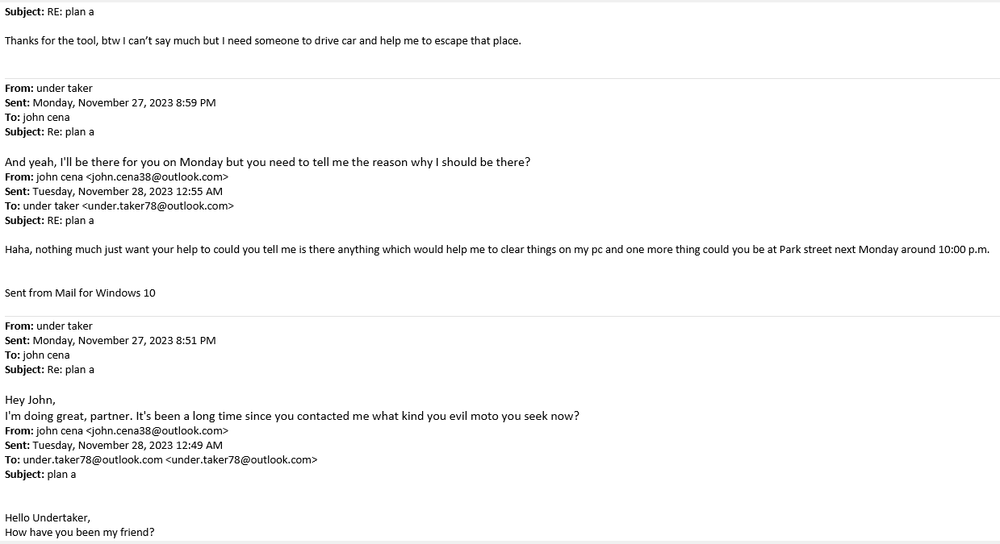 Subject: RE: plan a
Thanks for the tool, btw I can't say much but I need someone to drive car and help me to escape that place.
From: under taker
Sent: Monday, November 27, 2023 8:59 PM
To: john cena
Subject: Re: plan a
And yeah, I'll be there for you on Monday but you need to tell me the reason why I should be there?
From: john cena <john.cena38@outlook.com>
Sent: Tuesday, November 28, 2023 12:55 AM
To: under taker <under.taker78@outlook.com>
Subject: RE: plan a
Haha, nothing much just want your help to could you tell me is there anything which would help me to clear things on my pc and one more thing could you be at Park street next Monday around 10:00 p.m.
Sent from Mail for Windows 10
From: under taker
Sent: Monday, November 27, 2023 8:51 PM
To: john cena
Subject: Re: plan a
Hey John,
I'm doing great, partner. It's been a long time since you contacted me what kind you evil moto you seek now?
From: john cena <john.cena38@outlook.com>
Sent: Tuesday, November 28, 2023 12:49 AM
To: under.taker78@outlook.com <under.taker78@outlook.com>
Subject: plan a
Hello Undertaker,
How have you been my friend?